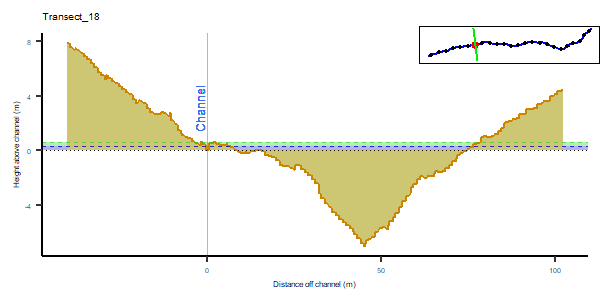 Transect_18
Channel
Height above channel (m)
8
4
0
-4
0
50
100
Distance off channel (m)